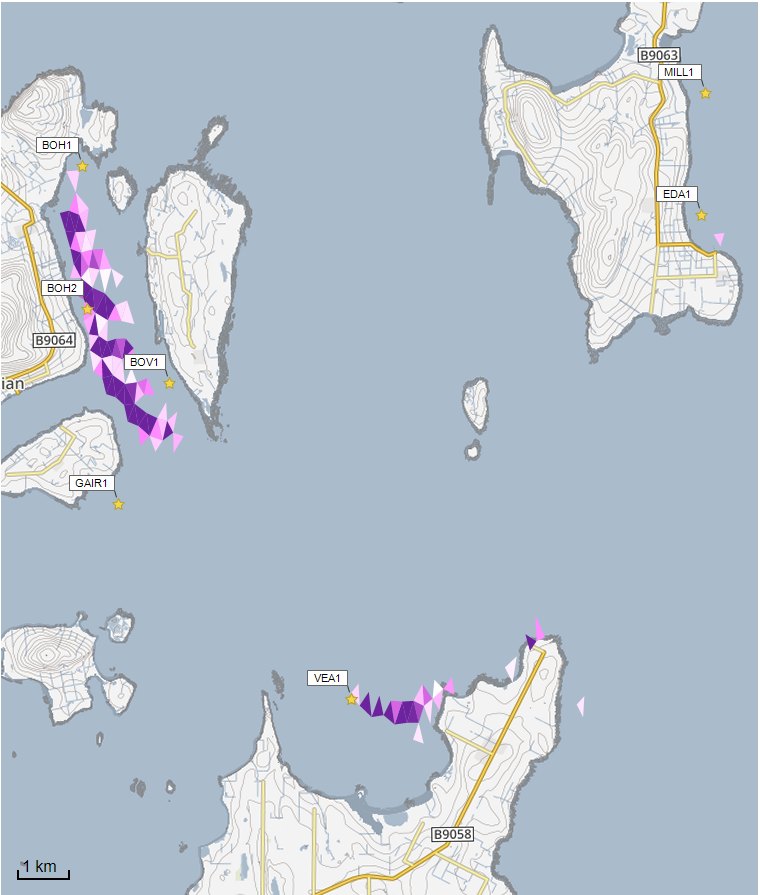 B9063
MILL1
BOH1
EDA1
BOH2
B9064
BOV1
ian
GAIR1
VEA1
B9058
1 km